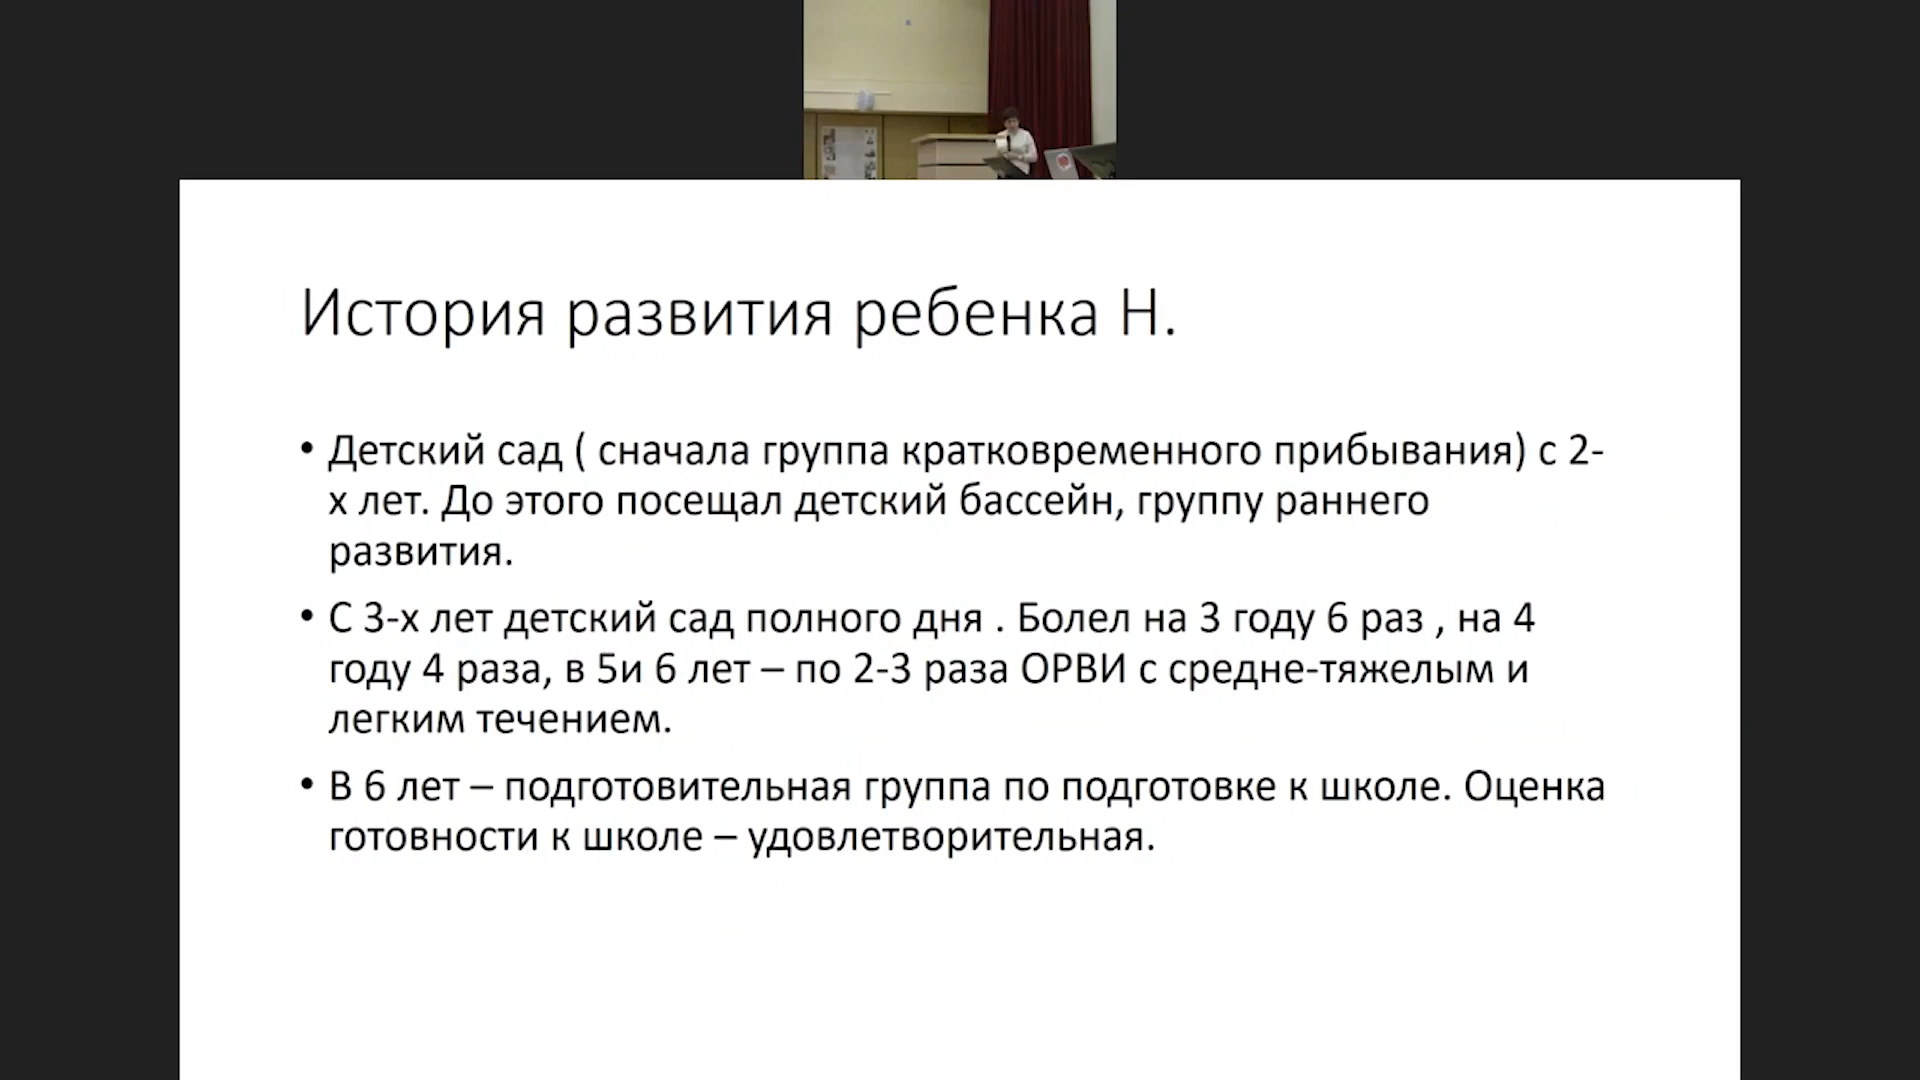 История развития ребенка Н.
• Детский сад ( сначала группа кратковременного прибывания) с 2-
х лет. До этого посещал детский бассейн, группу раннего
развития.
• С 3-х лет детский сад полного дня . Болел на 3 году 6 раз , на 4
году 4 раза, в 5и 6 лет – по 2-3 раза ОРВИ с средне-тяжелым и
легким течением.
• В 6 лет – подготовительная группа по подготовке к школе. Оценка
готовности к школе – удовлетворительная.